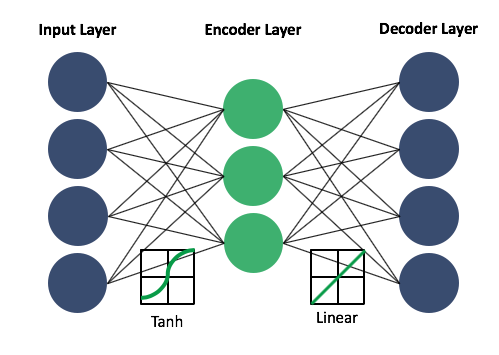 Input Layer
Encoder Layer
Decoder Layer
Tanh
Linear